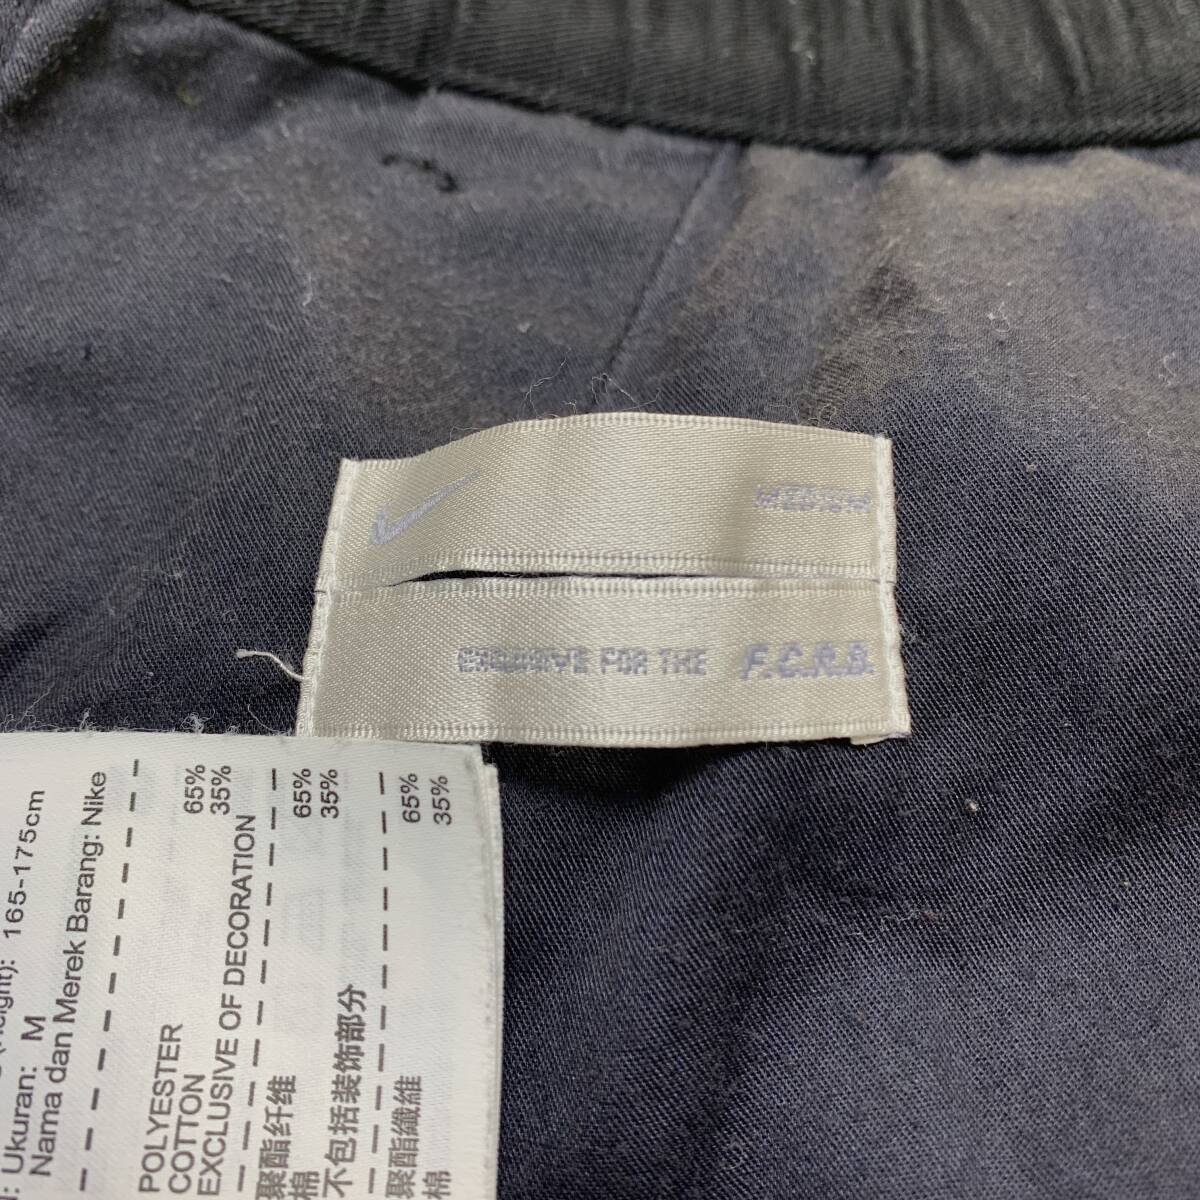 MEDIUM
EXCLUSIVE FOR THE F.C.R.B.
165-175cm
Ukuran: M
Nama dan Merek Barang: Nike
POLYESTER 65%
COTTON 35%
EXCLUSIVE OF DECORATION
聚酯纤维 65%
棉 35%
不包括装饰部分
聚酯纖維 65%
棉 35%